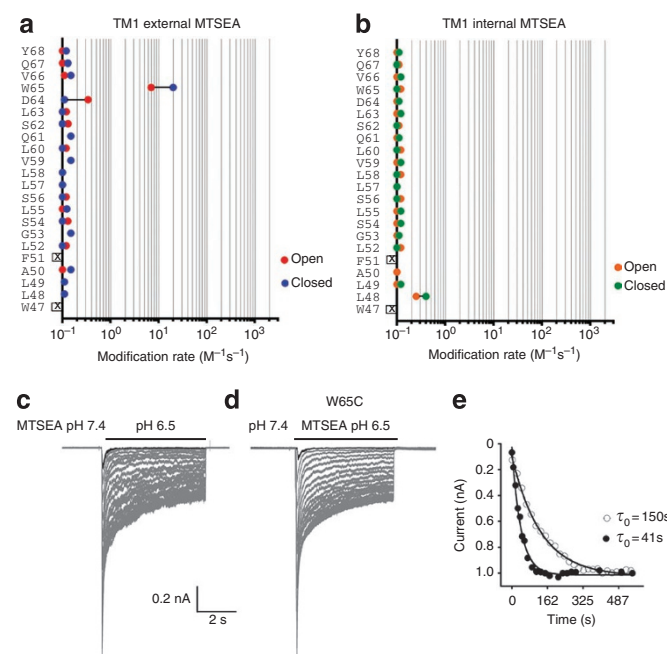 a
TM1 external MTSEA
Y68
Q67
V66
W65
D64
L63
S62
Q61
L60
V59
L58
L57
S56
L55
S54
G53
L52
F51 X
A50
L49
L48
W47 X
Open
Closed
10⁻¹ 10⁰ 10¹ 10² 10³
Modification rate (M⁻¹s⁻¹)
b
TM1 internal MTSEA
Y68
Q67
V66
W65
D64
L63
S62
Q61
L60
V59
L58
L57
S56
L55
S54
G53
L52
F51 X
A50
L49
L48
W47 X
Open
Closed
10⁻¹ 10⁰ 10¹ 10² 10³
Modification rate (M⁻¹s⁻¹)
c
MTSEA pH 7.4 pH 6.5
0.2 nA
2 s
d
W65C
pH 7.4 MTSEA pH 6.5
e
Current (nA)
0
0.2
0.4
0.6
0.8
1.0
0 162 325 487
Time (s)
τ₀ = 150s
τ₀ = 41s